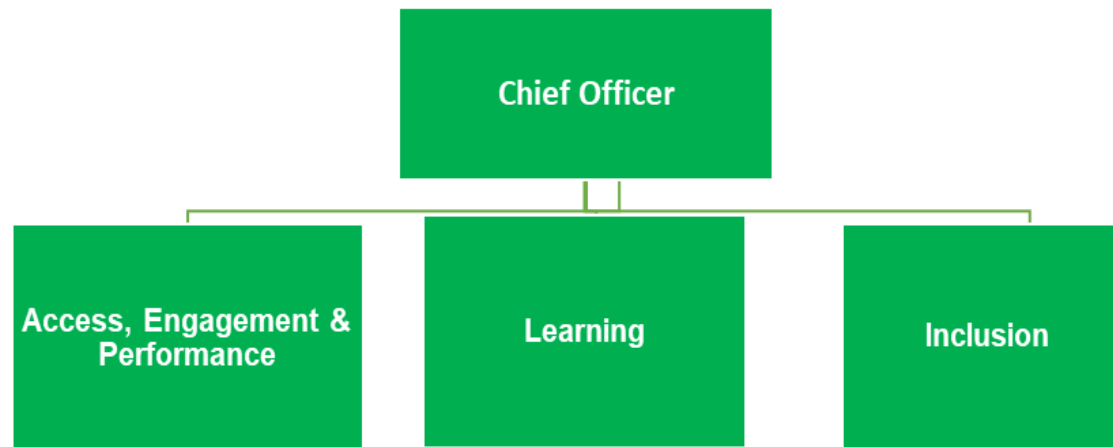 Chief Officer
Access, Engagement &
Performance
Learning
Inclusion